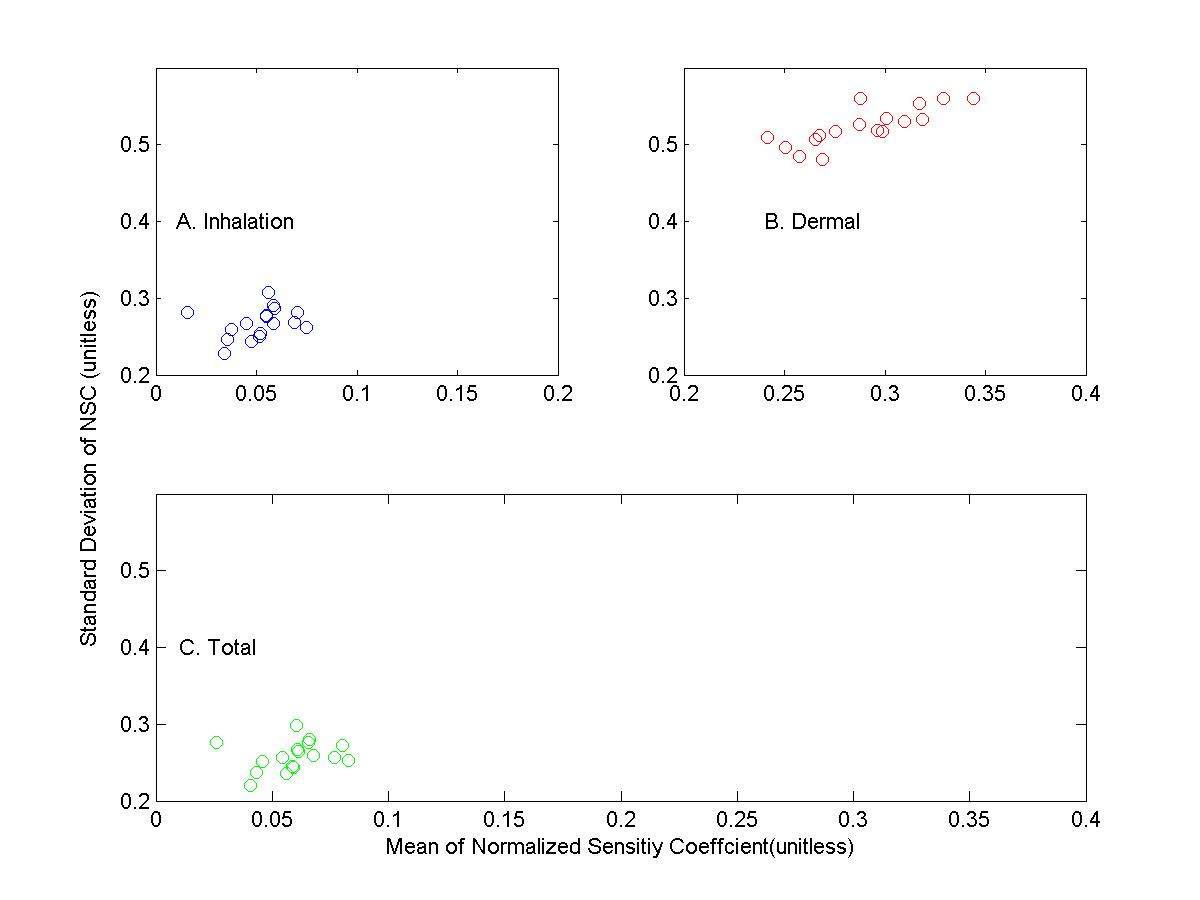 0.5
0.4
0.3
0.2
A. Inhalation
0 0.05 0.1 0.15 0.2
0.5
0.4
0.3
0.2
B. Dermal
0.2 0.25 0.3 0.35 0.4
Standard Deviation of NSC (unitless)
0.5
0.4
0.3
0.2
C. Total
0 0.05 0.1 0.15 0.2 0.25 0.3 0.35 0.4
Mean of Normalized Sensitiy Coeffcient(unitless)